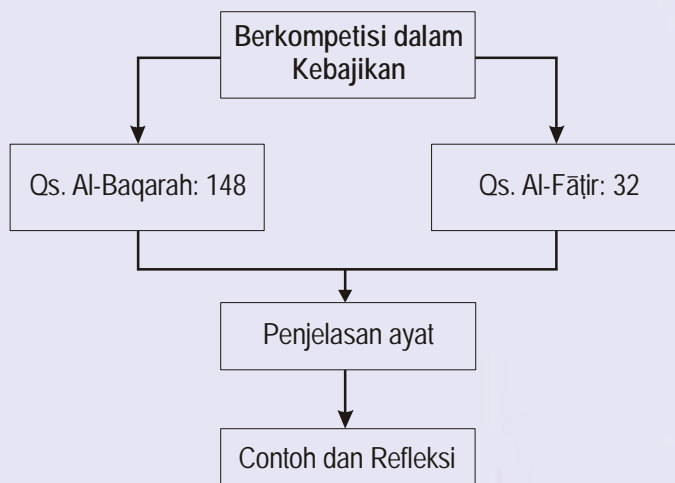 Berkompetisi dalam
Kebajikan
Qs. Al-Baqarah: 148
Qs. Al-Fāṭir: 32
Penjelasan ayat
Contoh dan Refleksi